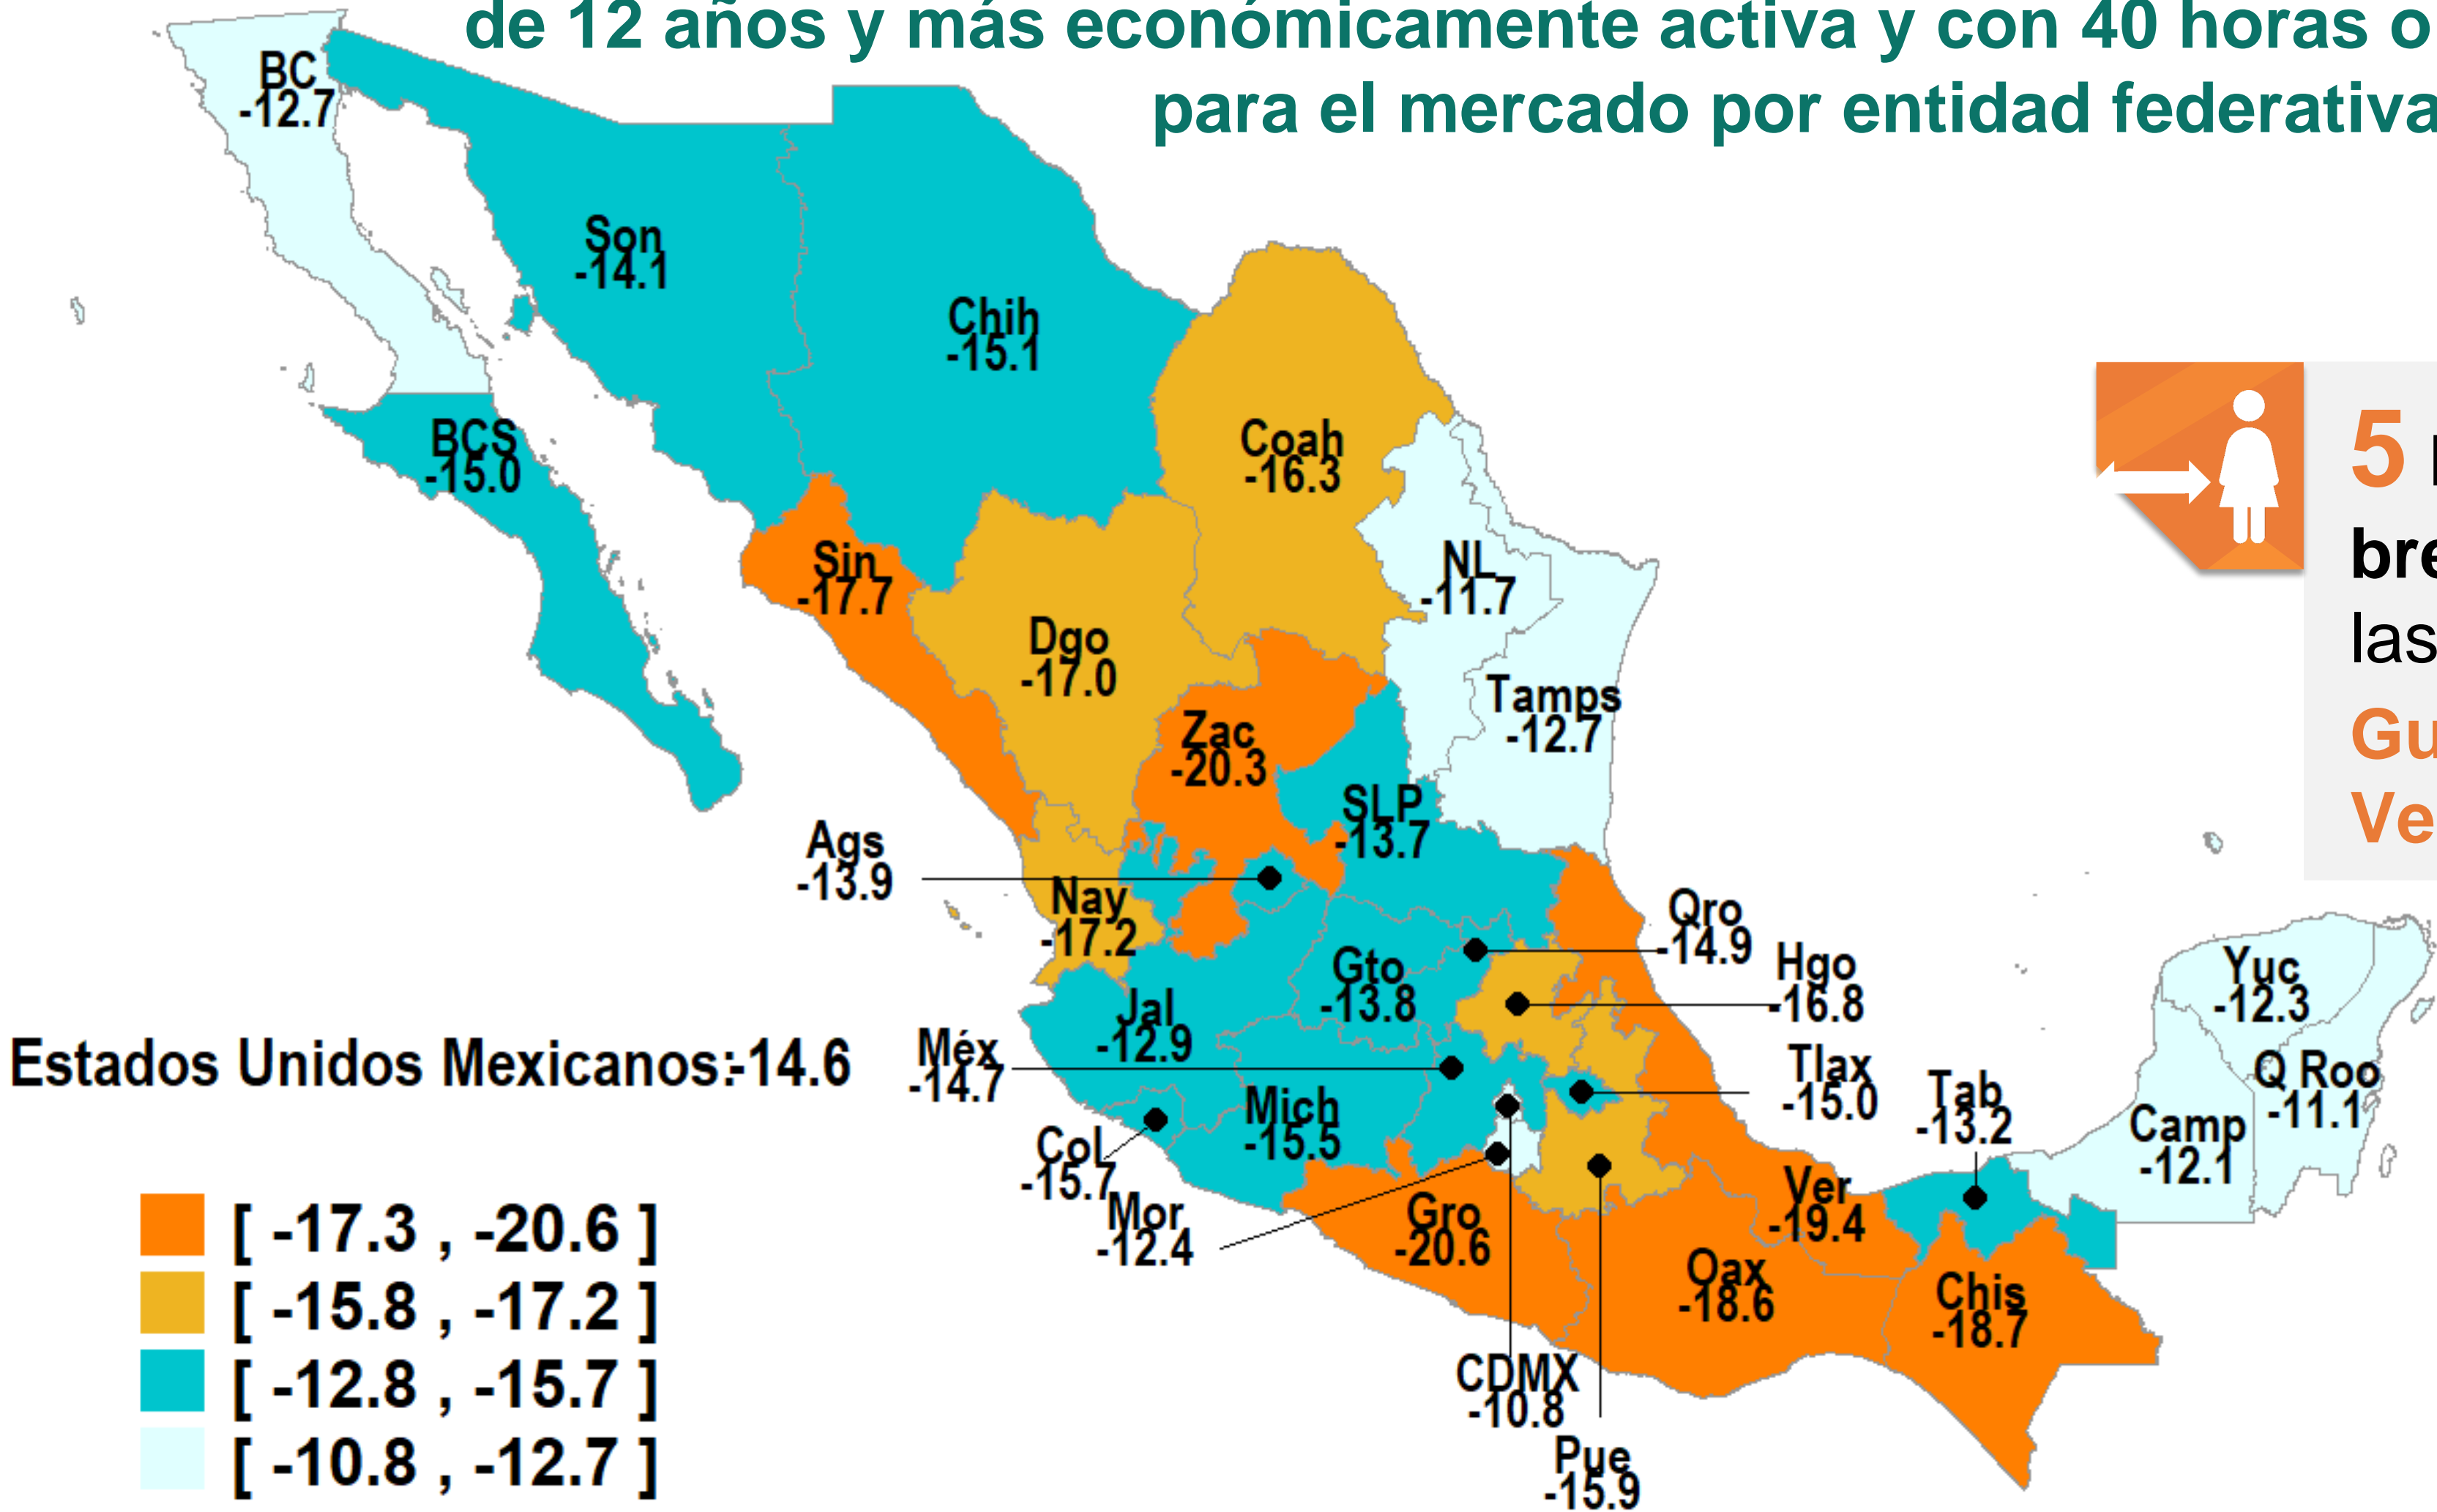 de 12 años y más económicamente activa y con 40 horas o
para el mercado por entidad federativa
BC
-12.7
Son
-14.1
Chih
-15.1
Coah
-16.3
BCS
-15.0
5
bre
las
Gu
Ve
Sin
-17.7
NL
-11.7
Dgo
-17.0
Tamps
-12.7
Zac
-20.3
SLP
-13.7
Ags
-13.9
Nay
-17.2
Qro
-14.9
Gto
-13.8
Hgo
-16.8
Yuc
-12.3
Jal
-12.9
Estados Unidos Mexicanos:-14.6
Méx
-14.7
Tlax
-15.0
Tab
-13.2
Q Roo
-11.1
Mich
-15.5
Camp
-12.1
Col
-15.7
Mor
-12.4
Gro
-20.6
Ver
-19.4
Oax
-18.6
Chis
-18.7
CDMX
-10.8
Pue
-15.9
[ -17.3 , -20.6 ]
[ -15.8 , -17.2 ]
[ -12.8 , -15.7 ]
[ -10.8 , -12.7 ]